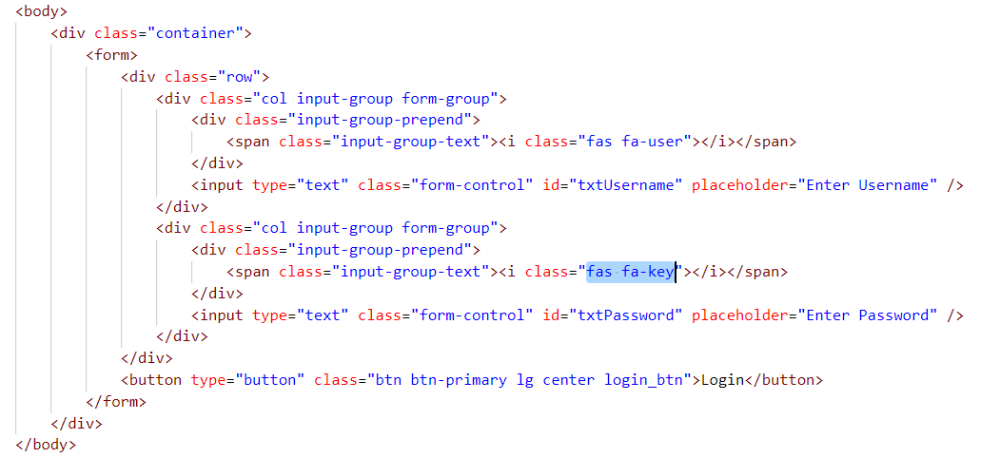 <body>
<div class="container">
<form>
<div class="row">
<div class="col input-group form-group">
<div class="input-group-prepend">
<span class="input-group-text"><i class="fas fa-user"></i></span>
</div>
<input type="text" class="form-control" id="txtUsername" placeholder="Enter Username" />
</div>
<div class="col input-group form-group">
<div class="input-group-prepend">
<span class="input-group-text"><i class="fas fa-key"></i></span>
</div>
<input type="text" class="form-control" id="txtPassword" placeholder="Enter Password" />
</div>
</div>
<button type="button" class="btn btn-primary lg center login_btn">Login</button>
</form>
</div>
</body>